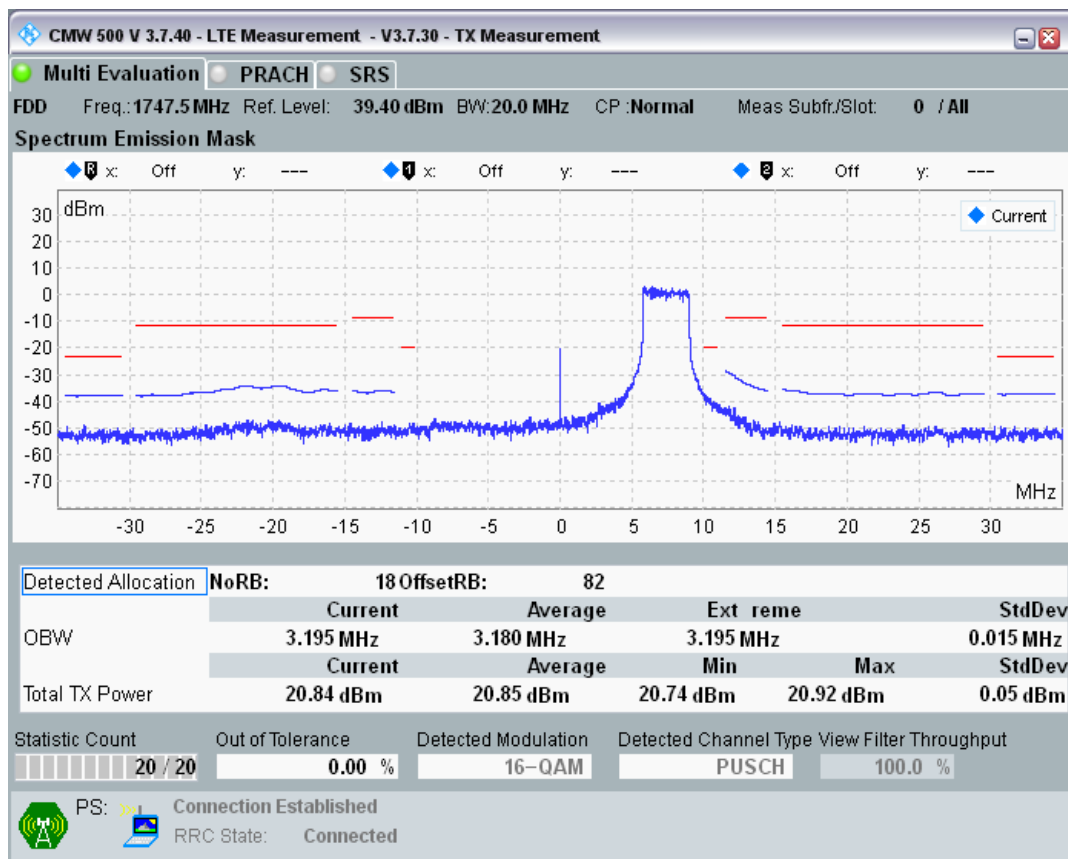 CMW 500 V 3.7.40 - LTE Measurement - V3.7.30 - TX Measurement
Multi Evaluation PRACH SRS
FDD Freq.: 1747.5 MHz Ref. Level: 39.40 dBm BW: 20.0 MHz CP : Normal Meas Subfr./Slot: 0 / All
Spectrum Emission Mask
R x: Off y: --- 1 x: Off y: --- 2 x: Off y: ---
dBm
Current
30
20
10
0
-10
-20
-30
-40
-50
-60
-70
MHz
-30 -25 -20 -15 -10 -5 0 5 10 15 20 25 30
Detected Allocation NoRB: 18 OffsetRB: 82
Current Average Ext reme StdDev
OBW 3.195 MHz 3.180 MHz 3.195 MHz 0.015 MHz
Current Average Min Max StdDev
Total TX Power 20.84 dBm 20.85 dBm 20.74 dBm 20.92 dBm 0.05 dBm
Statistic Count Out of Tolerance Detected Modulation Detected Channel Type View Filter Throughput
20 / 20 0.00 % 16-QAM PUSCH 100.0 %
PS: Connection Established
RRC State: Connected